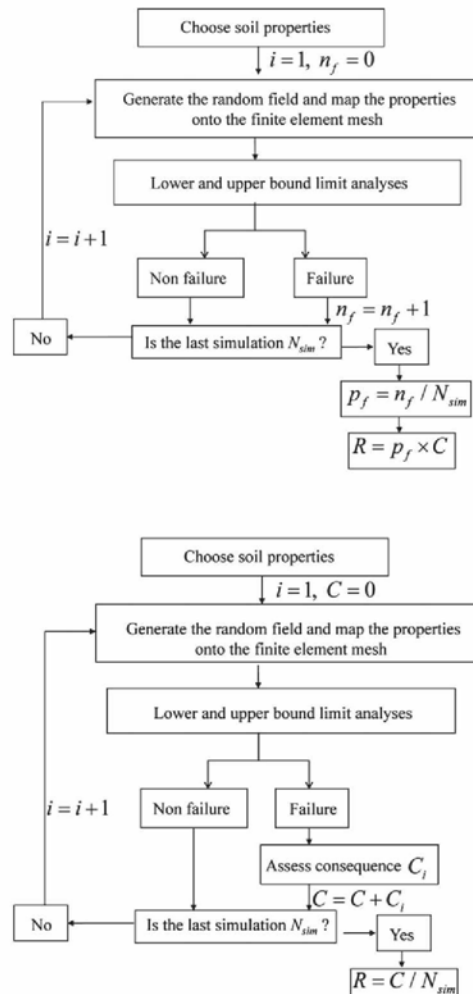 Choose soil properties
i = 1, n_f = 0
Generate the random field and map the properties
onto the finite element mesh
Lower and upper bound limit analyses
i = i + 1
Non failure
Failure
n_f = n_f + 1
No
Is the last simulation N_sim ?
Yes
p_f = n_f / N_sim
R = p_f × C
Choose soil properties
i = 1, C = 0
Generate the random field and map the properties
onto the finite element mesh
Lower and upper bound limit analyses
i = i + 1
Non failure
Failure
Assess consequence C_i
C = C + C_i
No
Is the last simulation N_sim ?
Yes
R = C / N_sim